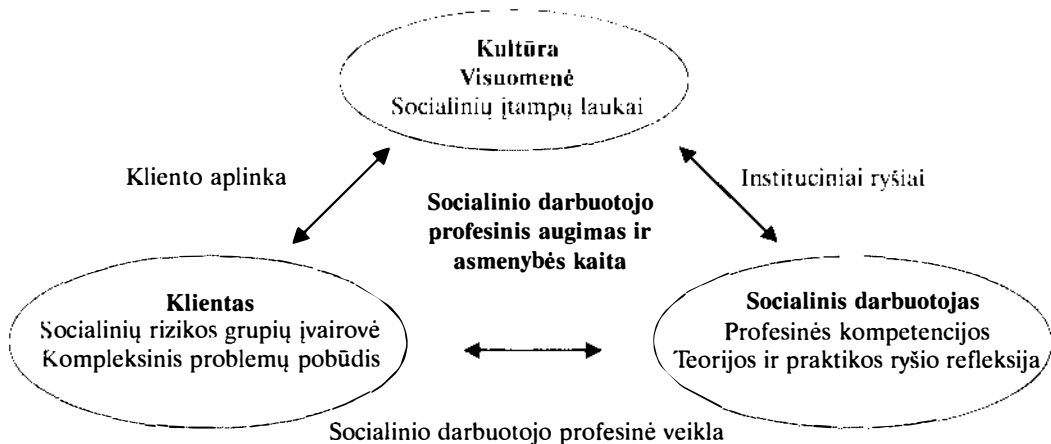 Kultūra
Visuomenė
Socialinių įtampų laukai
Kliento aplinka
Instituciniai ryšiai
Socialinio darbuotojo
profesinis augimas ir
asmenybės kaita
Klientas
Socialinių rizikos grupių įvairovė
Kompleksinis problemų pobūdis
Socialinis darbuotojas
Profesinės kompetencijos
Teorijos ir praktikos ryšio refleksija
Socialinio darbuotojo profesinė veikla